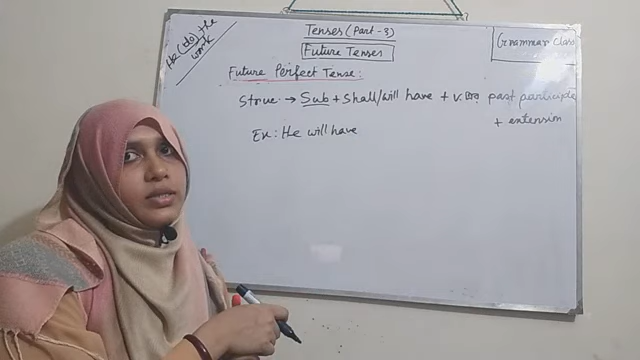 He (do) the
work
Tenses (Part - 3)
Future Tenses
Grammar Class
Future Perfect Tense:
Struc → Sub + Shall/will have + v. এর past participle
+ extension
Ex: He will have